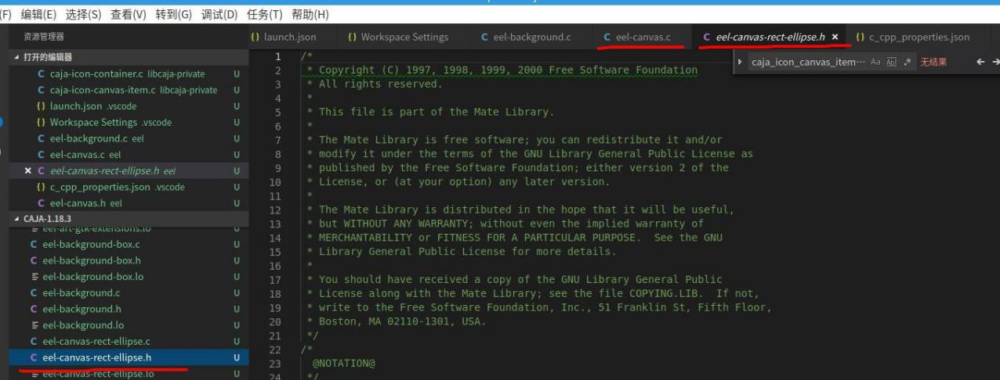 (F) 编辑(E) 选择(S) 查看(V) 转到(G) 调试(D) 任务(T) 帮助(H)
资源管理器
{} launch.json {} Workspace Settings C eel-background.c C eel-canvas.c C eel-canvas-rect-ellipse.h × {} c_cpp_properties.json
caja_icon_canvas_item··· Aa Abl .* 无结果 ← →
打开的编辑器
C caja-icon-container.c libcaja-private U
C caja-icon-canvas-item.c libcaja-private U
{} launch.json .vscode U
{} Workspace Settings .vscode U
C eel-background.c eel U
C eel-canvas.c eel U
× C eel-canvas-rect-ellipse.h eel U
{} c_cpp_properties.json .vscode U
C eel-canvas.h eel U
CAJA-1.18.3
eel-art-gtk-extensions.lo U
C eel-background-box.c U
C eel-background-box.h U
eel-background-box.lo U
C eel-background.c U
C eel-background.h U
eel-background.lo U
C eel-canvas-rect-ellipse.c U
C eel-canvas-rect-ellipse.h U
eel-canvas-rect-ellipse.lo U
1 /*
2 * Copyright (C) 1997, 1998, 1999, 2000 Free Software Foundation
3 * All rights reserved.
4 *
5 * This file is part of the Mate Library.
6 *
7 * The Mate Library is free software; you can redistribute it and/or
8 * modify it under the terms of the GNU Library General Public License as
9 * published by the Free Software Foundation; either version 2 of the
10 * License, or (at your option) any later version.
11 *
12 * The Mate Library is distributed in the hope that it will be useful,
13 * but WITHOUT ANY WARRANTY; without even the implied warranty of
14 * MERCHANTABILITY or FITNESS FOR A PARTICULAR PURPOSE. See the GNU
15 * Library General Public License for more details.
16 *
17 * You should have received a copy of the GNU Library General Public
18 * License along with the Mate Library; see the file COPYING.LIB. If not,
19 * write to the Free Software Foundation, Inc., 51 Franklin St, Fifth Floor,
20 * Boston, MA 02110-1301, USA.
21 */
22 /*
23 @NOTATION@
24 */